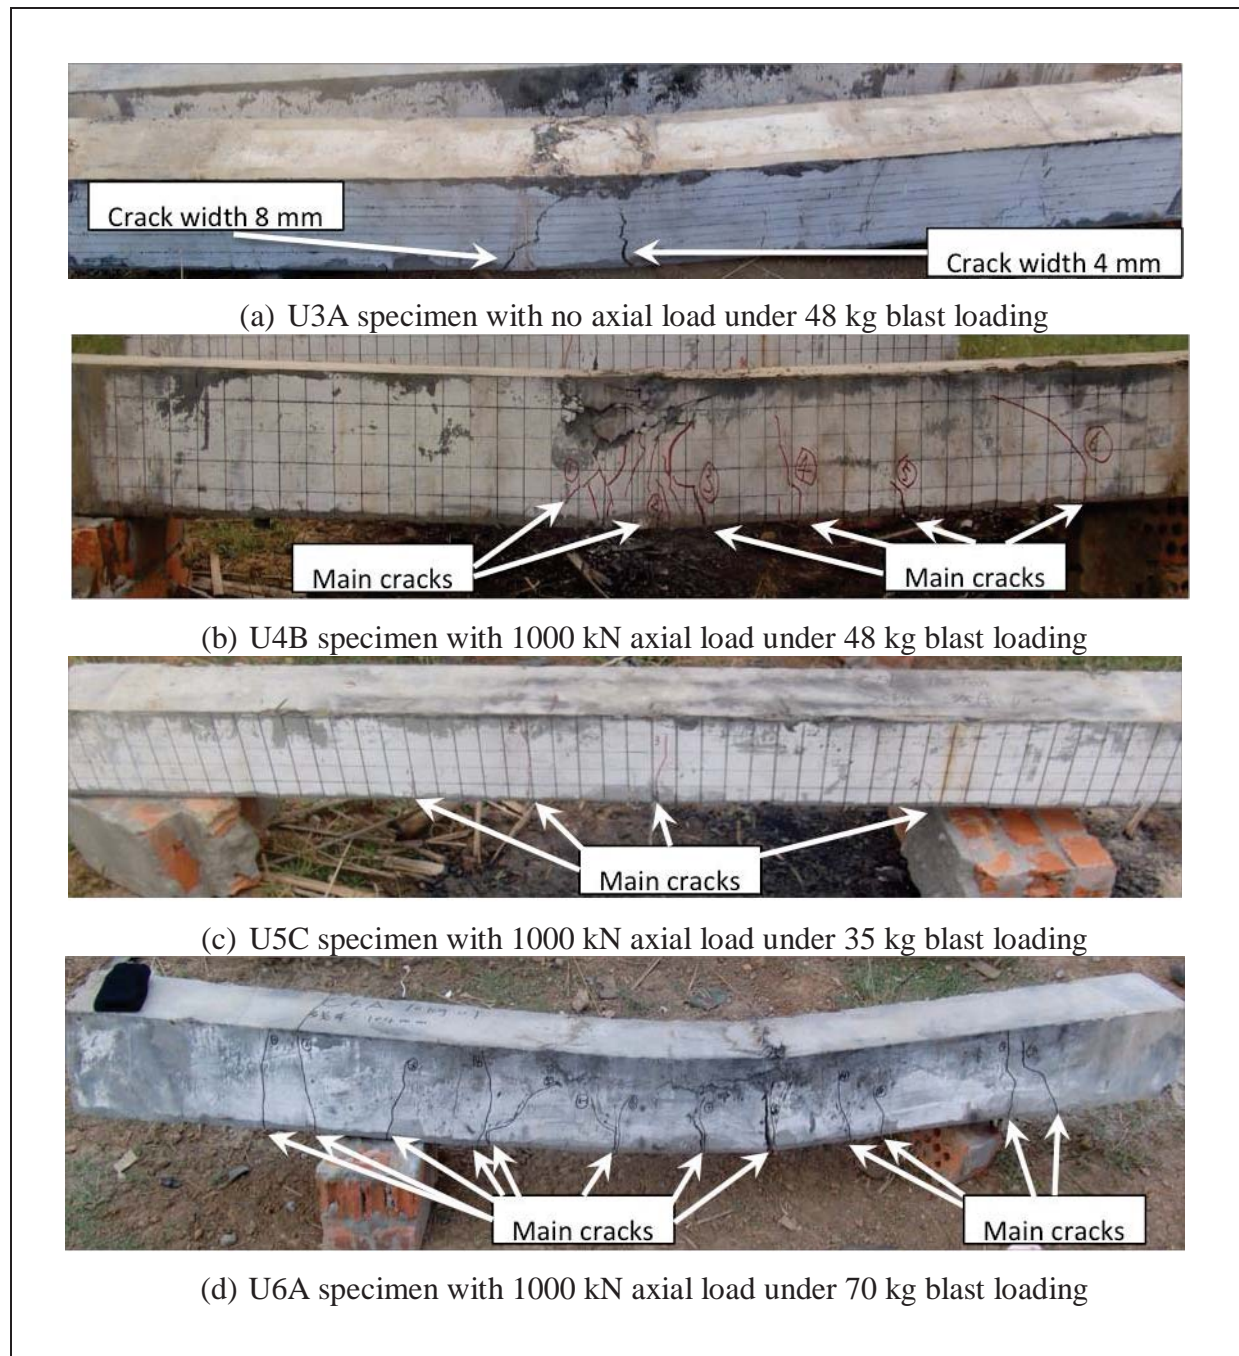 Crack width 8 mm
Crack width 4 mm
(a) U3A specimen with no axial load under 48 kg blast loading
3
4
5
Main cracks
Main cracks
(b) U4B specimen with 1000 kN axial load under 48 kg blast loading
Main cracks
(c) U5C specimen with 1000 kN axial load under 35 kg blast loading
Main cracks
Main cracks
(d) U6A specimen with 1000 kN axial load under 70 kg blast loading